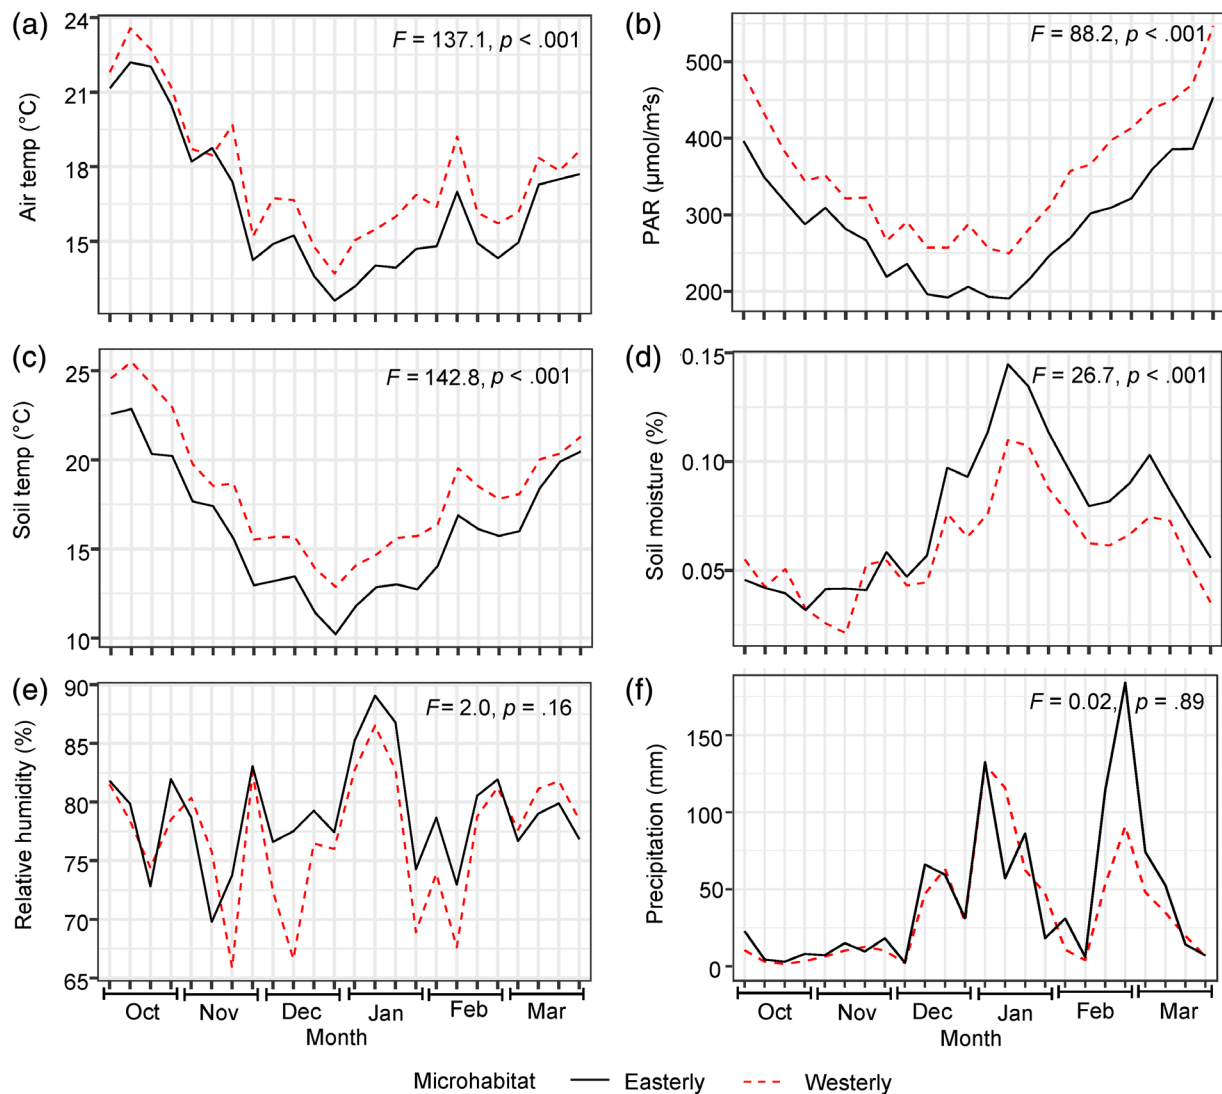 (a)
F = 137.1, p < .001
24
21
18
15
Air temp (°C)
(b)
F = 88.2, p < .001
500
400
300
200
PAR (µmol/m²s)
(c)
F = 142.8, p < .001
25
20
15
10
Soil temp (°C)
(d)
F = 26.7, p < .001
0.15
0.10
0.05
Soil moisture (%)
(e)
F = 2.0, p = .16
90
85
80
75
70
65
Relative humidity (%)
Oct Nov Dec Jan Feb Mar
Month
(f)
F = 0.02, p = .89
150
100
50
0
Precipitation (mm)
Oct Nov Dec Jan Feb Mar
Month
Microhabitat Easterly Westerly